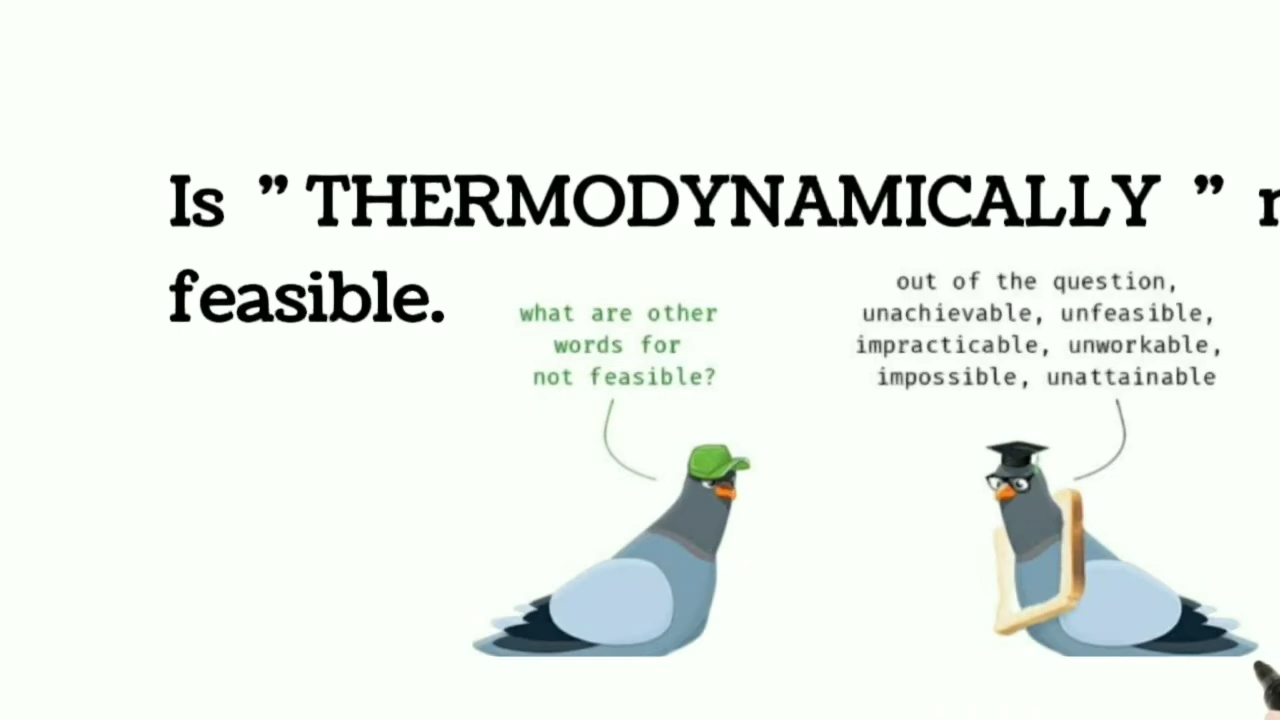 Is ” THERMODYNAMICALLY ”
feasible.
what are other
words for
not feasible?
out of the question,
unachievable, unfeasible,
impracticable, unworkable,
impossible, unattainable